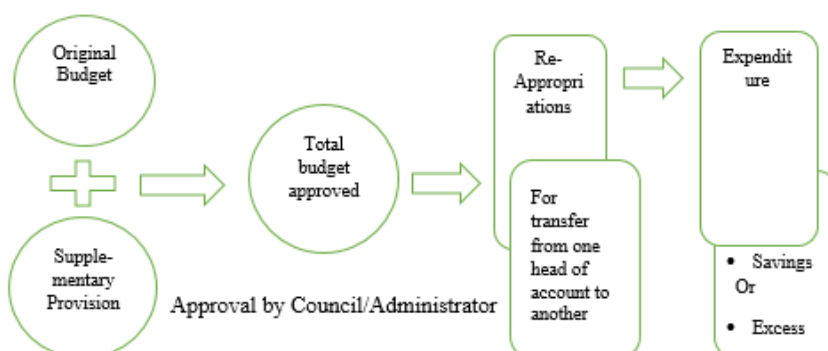 Original
Budget
Supple-
mentary
Provision
Total
budget
approved
Approval by Council/Administrator
Re-
Appropri
ations
For
transfer
from one
head of
account to
another
Expendit
ure
• Savings
Or
• Excess